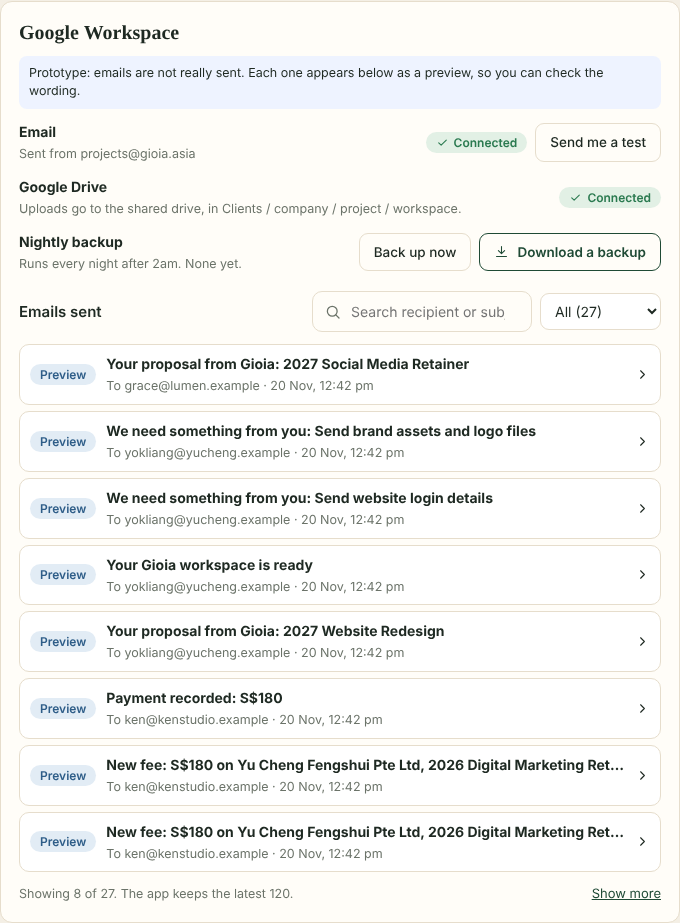 Google Workspace
Prototype: emails are not really sent. Each one appears below as a preview, so you can check the
wording.
Email
Sent from projects@gioia.asia
Connected
Send me a test
Google Drive
Uploads go to the shared drive, in Clients / company / project / workspace.
Connected
Nightly backup
Runs every night after 2am. None yet.
Back up now
Download a backup
Emails sent
Search recipient or sub
All (27)
Preview
Your proposal from Gioia: 2027 Social Media Retainer
To grace@lumen.example · 20 Nov, 12:42 pm
Preview
We need something from you: Send brand assets and logo files
To yokliang@yucheng.example · 20 Nov, 12:42 pm
Preview
We need something from you: Send website login details
To yokliang@yucheng.example · 20 Nov, 12:42 pm
Preview
Your Gioia workspace is ready
To yokliang@yucheng.example · 20 Nov, 12:42 pm
Preview
Your proposal from Gioia: 2027 Website Redesign
To yokliang@yucheng.example · 20 Nov, 12:42 pm
Preview
Payment recorded: S$180
To ken@kenstudio.example · 20 Nov, 12:42 pm
Preview
New fee: S$180 on Yu Cheng Fengshui Pte Ltd, 2026 Digital Marketing Ret...
To ken@kenstudio.example · 20 Nov, 12:42 pm
Preview
New fee: S$180 on Yu Cheng Fengshui Pte Ltd, 2026 Digital Marketing Ret...
To ken@kenstudio.example · 20 Nov, 12:42 pm
Showing 8 of 27. The app keeps the latest 120.
Show more